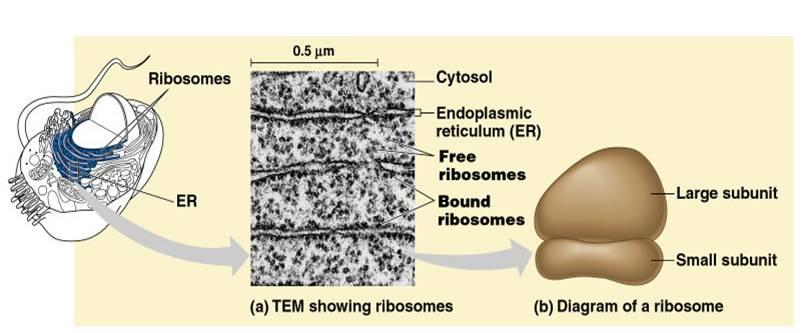 0.5 μm
Ribosomes
ER
Cytosol
Endoplasmic
reticulum (ER)
Free
ribosomes
Bound
ribosomes
Large subunit
Small subunit
(a) TEM showing ribosomes
(b) Diagram of a ribosome